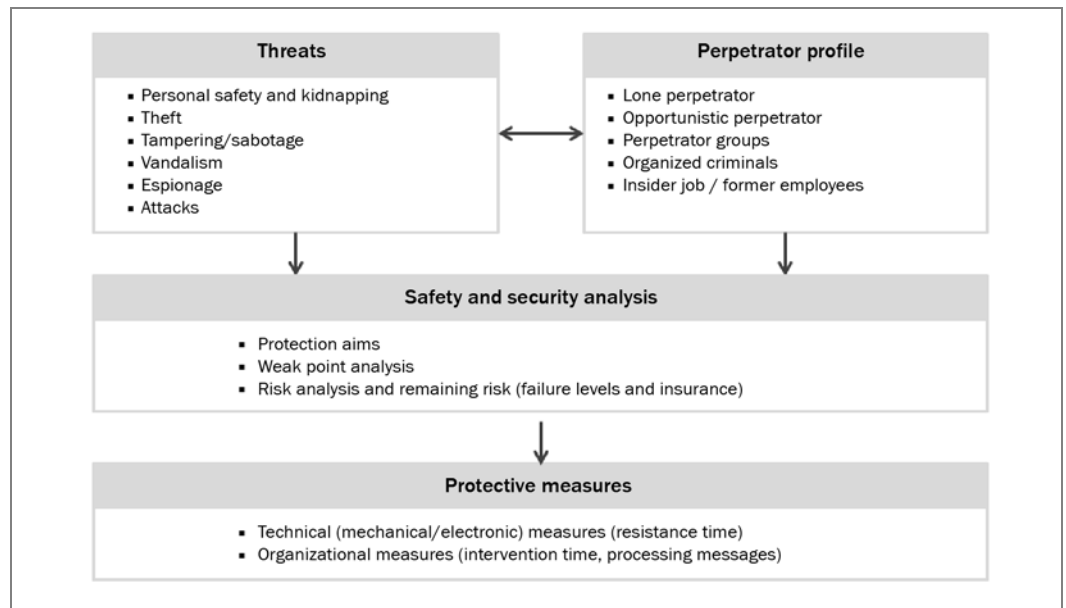 Threats
▪ Personal safety and kidnapping
▪ Theft
▪ Tampering/sabotage
▪ Vandalism
▪ Espionage
▪ Attacks
Perpetrator profile
▪ Lone perpetrator
▪ Opportunistic perpetrator
▪ Perpetrator groups
▪ Organized criminals
▪ Insider job / former employees
Safety and security analysis
▪ Protection aims
▪ Weak point analysis
▪ Risk analysis and remaining risk (failure levels and insurance)
Protective measures
▪ Technical (mechanical/electronic) measures (resistance time)
▪ Organizational measures (intervention time, processing messages)